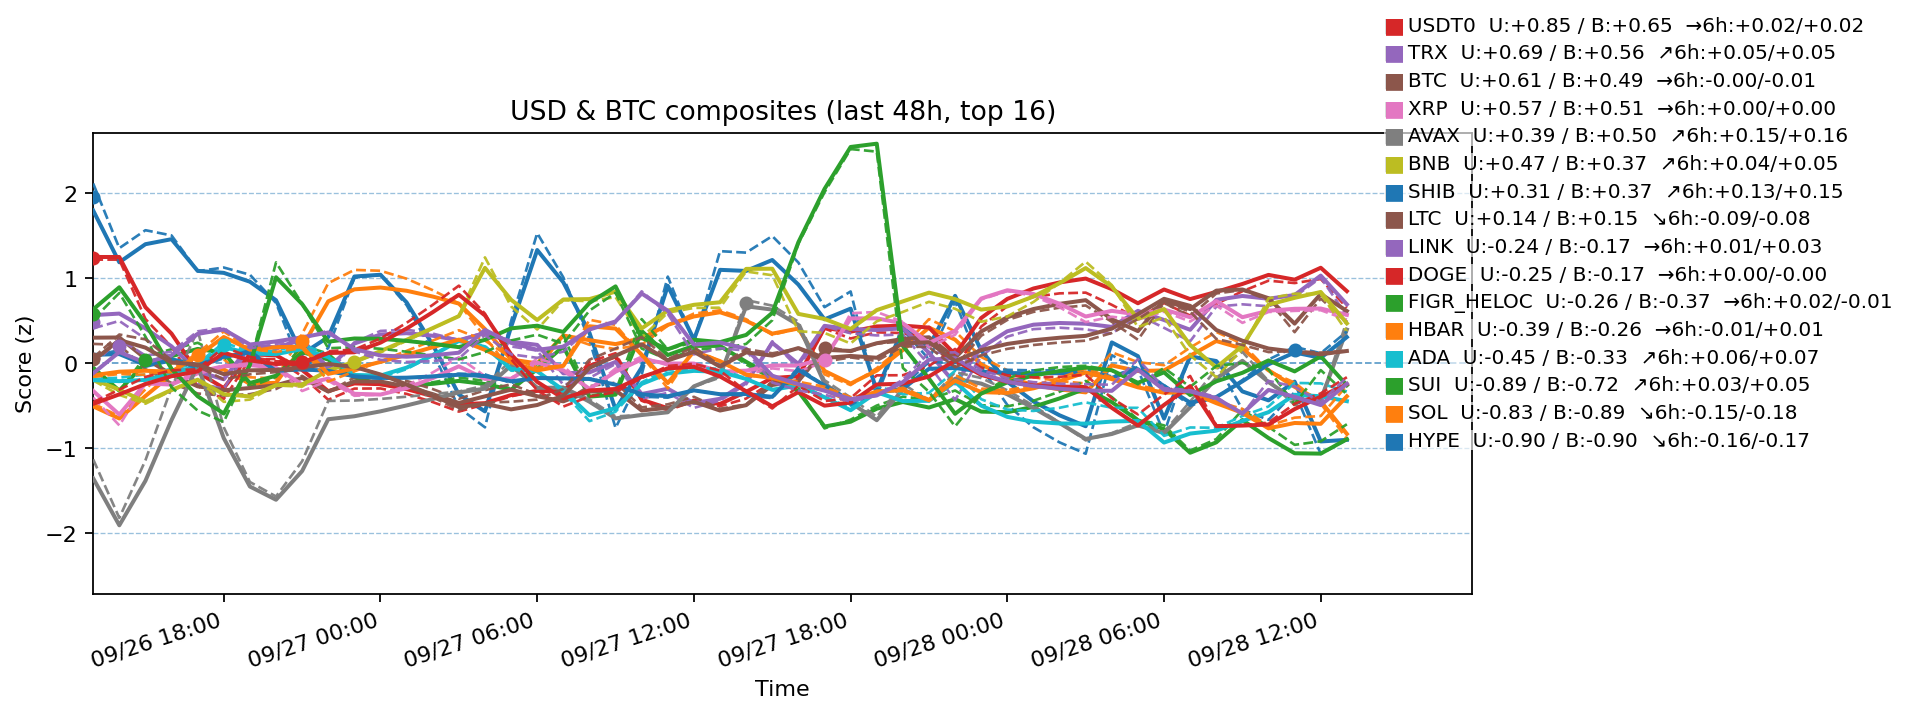 USDT0 U:+0.85 / B:+0.65 →6h:+0.02/+0.02
TRX U:+0.69 / B:+0.56 ↗6h:+0.05/+0.05
BTC U:+0.61 / B:+0.49 →6h:-0.00/-0.01
XRP U:+0.57 / B:+0.51 →6h:+0.00/+0.00
AVAX U:+0.39 / B:+0.50 ↗6h:+0.15/+0.16
BNB U:+0.47 / B:+0.37 ↗6h:+0.04/+0.05
SHIB U:+0.31 / B:+0.37 ↗6h:+0.13/+0.15
LTC U:+0.14 / B:+0.15 ↘6h:-0.09/-0.08
LINK U:-0.24 / B:-0.17 →6h:+0.01/+0.03
DOGE U:-0.25 / B:-0.17 →6h:+0.00/-0.00
FIGR_HELOC U:-0.26 / B:-0.37 →6h:+0.02/-0.01
HBAR U:-0.39 / B:-0.26 →6h:-0.01/+0.01
ADA U:-0.45 / B:-0.33 ↗6h:+0.06/+0.07
SUI U:-0.89 / B:-0.72 ↗6h:+0.03/+0.05
SOL U:-0.83 / B:-0.89 ↘6h:-0.15/-0.18
HYPE U:-0.90 / B:-0.90 ↘6h:-0.16/-0.17
USD & BTC composites (last 48h, top 16)
Score (z)
2
1
0
−1
−2
09/26 18:00
09/27 00:00
09/27 06:00
09/27 12:00
09/27 18:00
09/28 00:00
09/28 06:00
09/28 12:00
Time